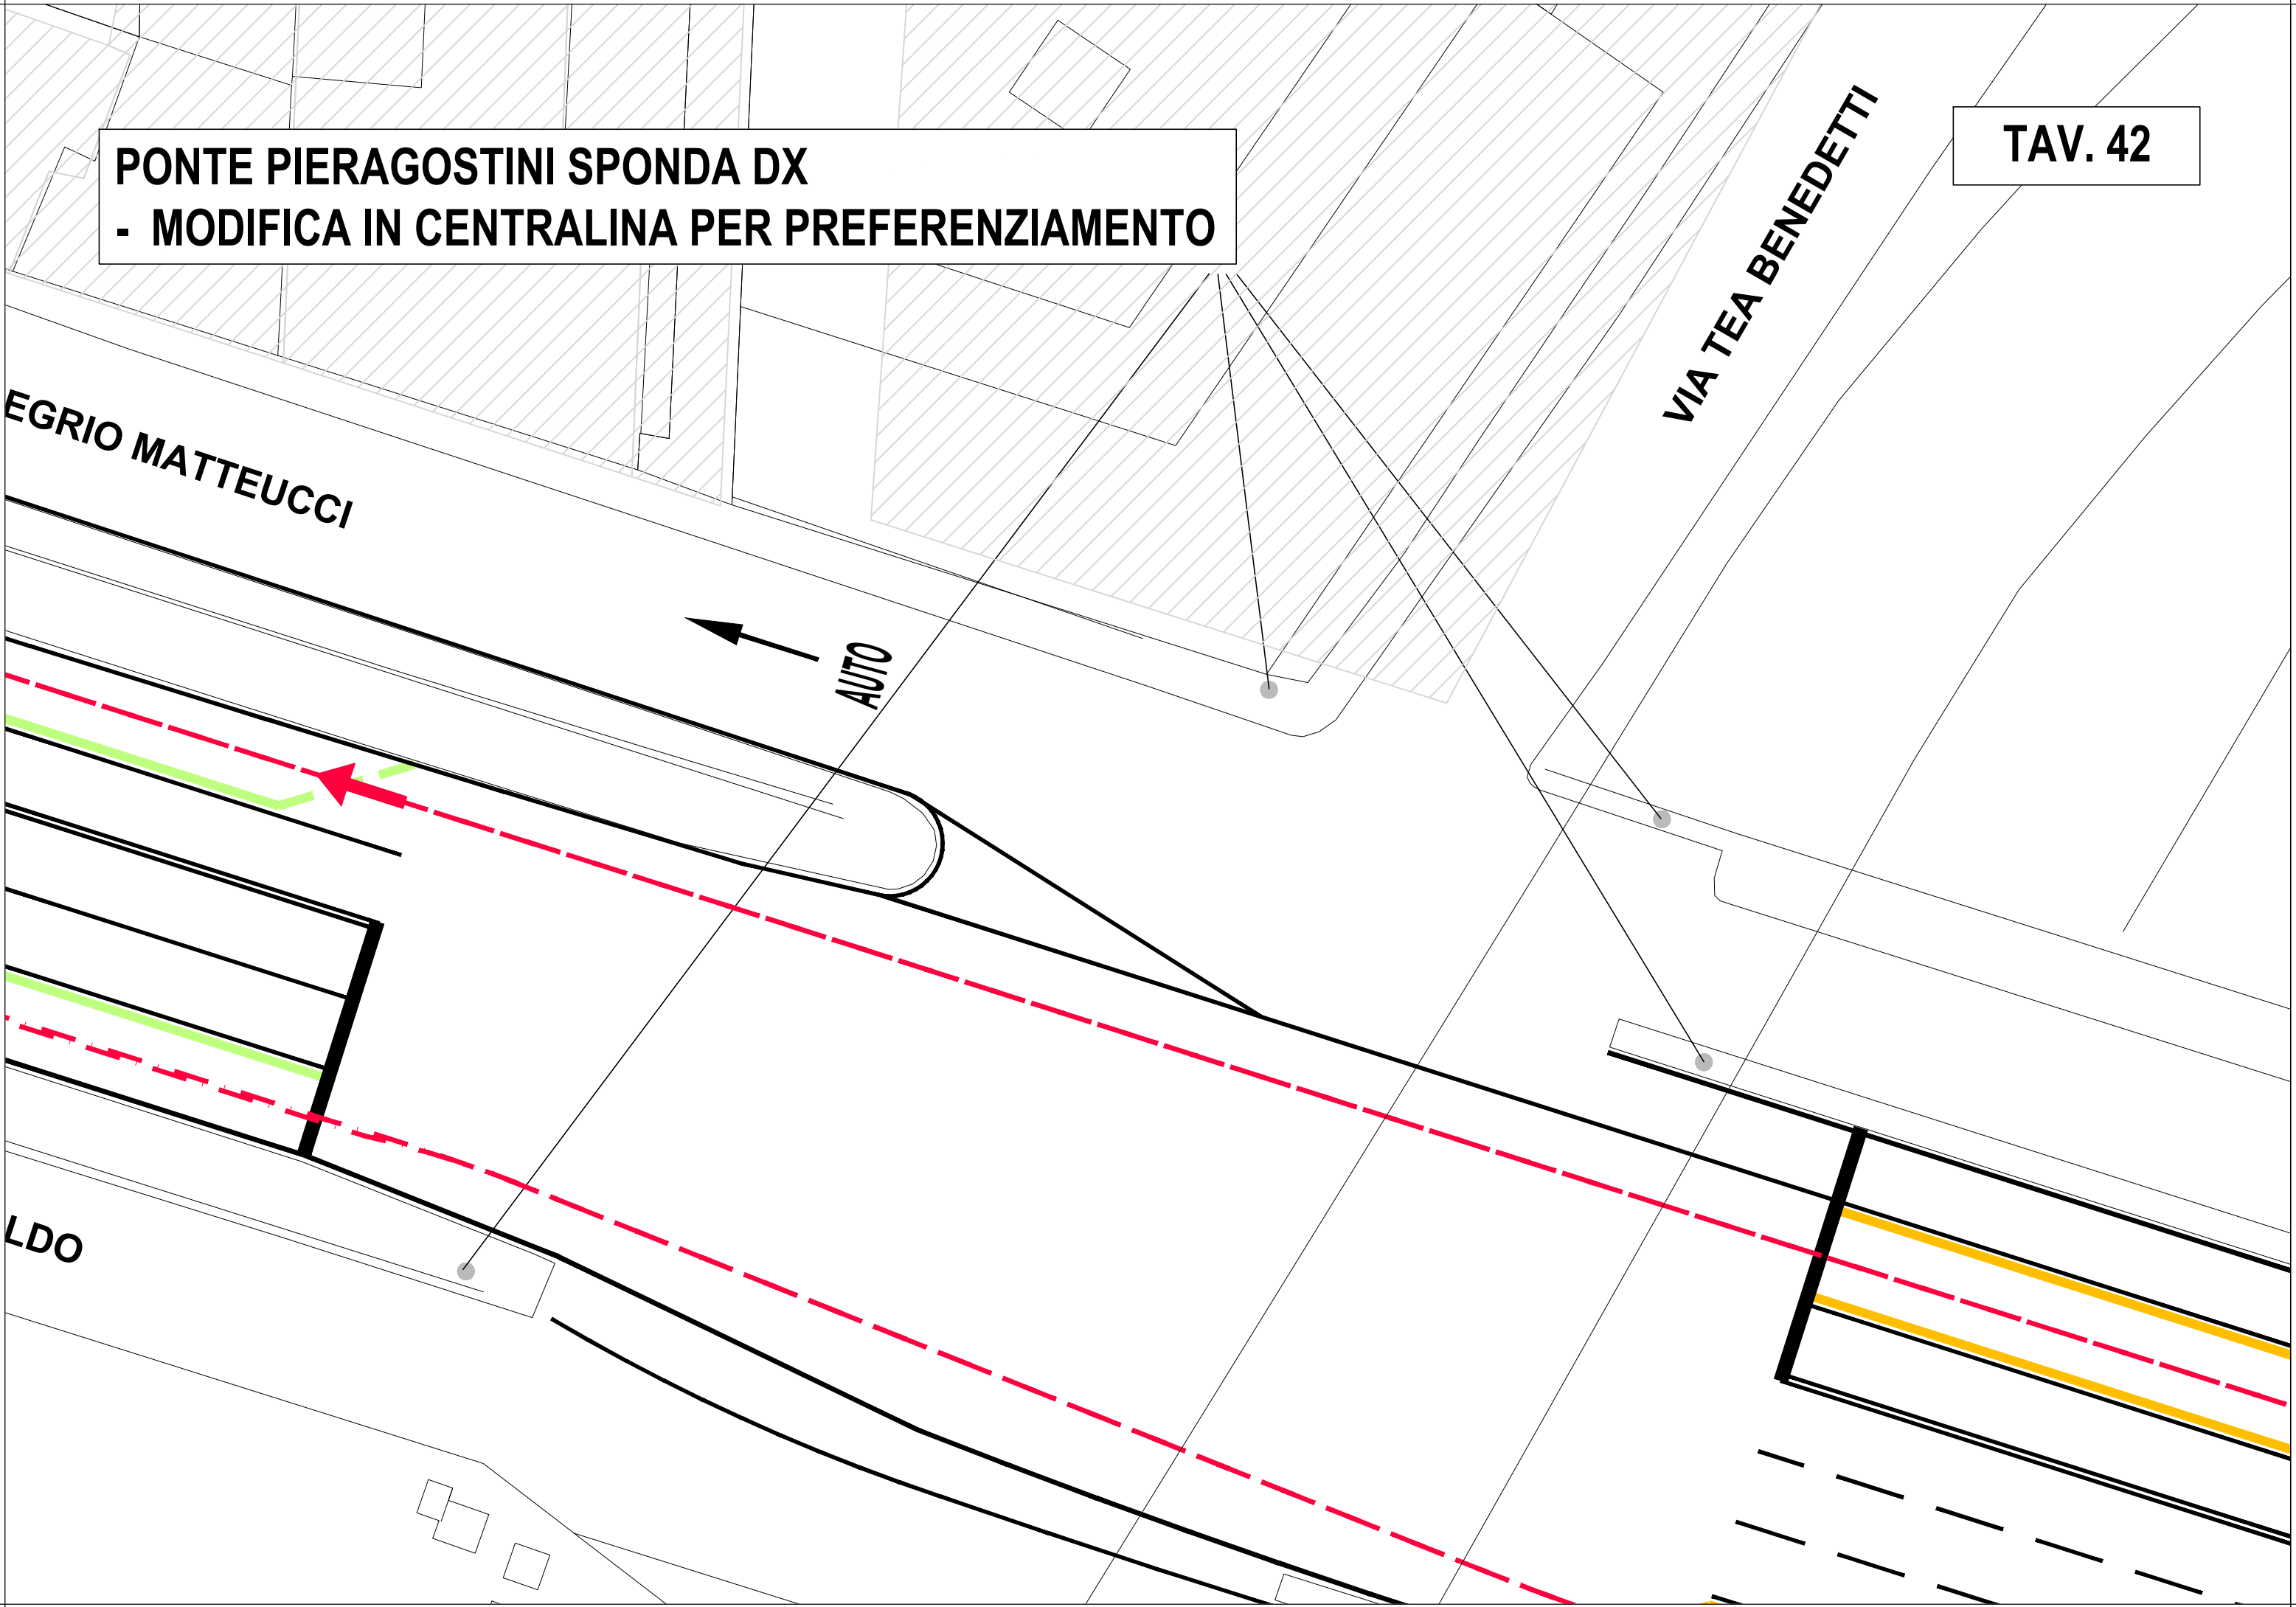 PONTE PIERAGOSTINI SPONDA DX
- MODIFICA IN CENTRALINA PER PREFERENZIAMENTO
TAV. 42
VIA TEA BENEDETTI
EGRIO MATTEUCCI
AUTO
LDO